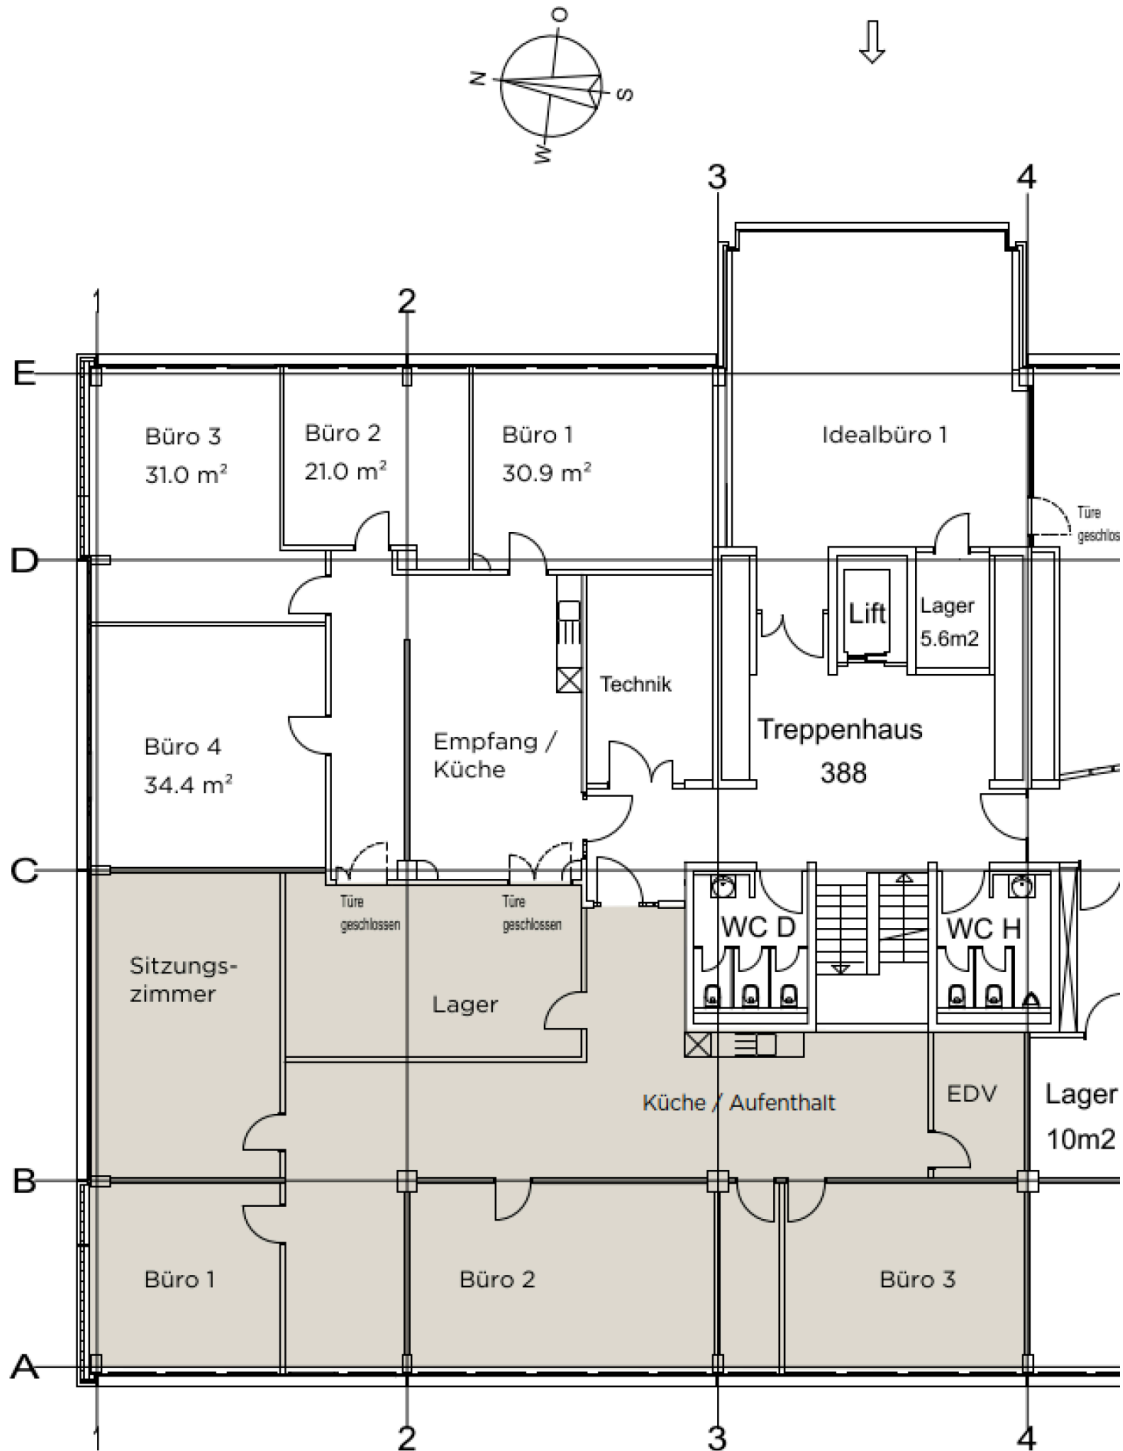 O
N
S
W
3
4
1
2
E
Büro 3
31.0 m²
Büro 2
21.0 m²
Büro 1
30.9 m²
Idealbüro 1
Türe
geschlos
D
Lift
Lager
5.6m2
Technik
Büro 4
34.4 m²
Empfang /
Küche
Treppenhaus
388
C
Türe
geschlossen
Türe
geschlossen
WC D
WC H
Sitzungs-
zimmer
Lager
Küche / Aufenthalt
EDV
Lager
10m2
B
Büro 1
Büro 2
Büro 3
A
1
2
3
4